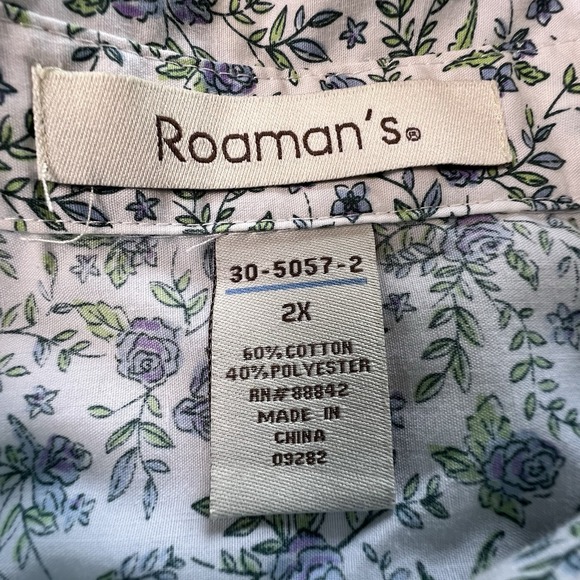 Roaman's®
30-5057-2
2X
60% COTTON
40% POLYESTER
RN# 88842
MADE IN
CHINA
09282